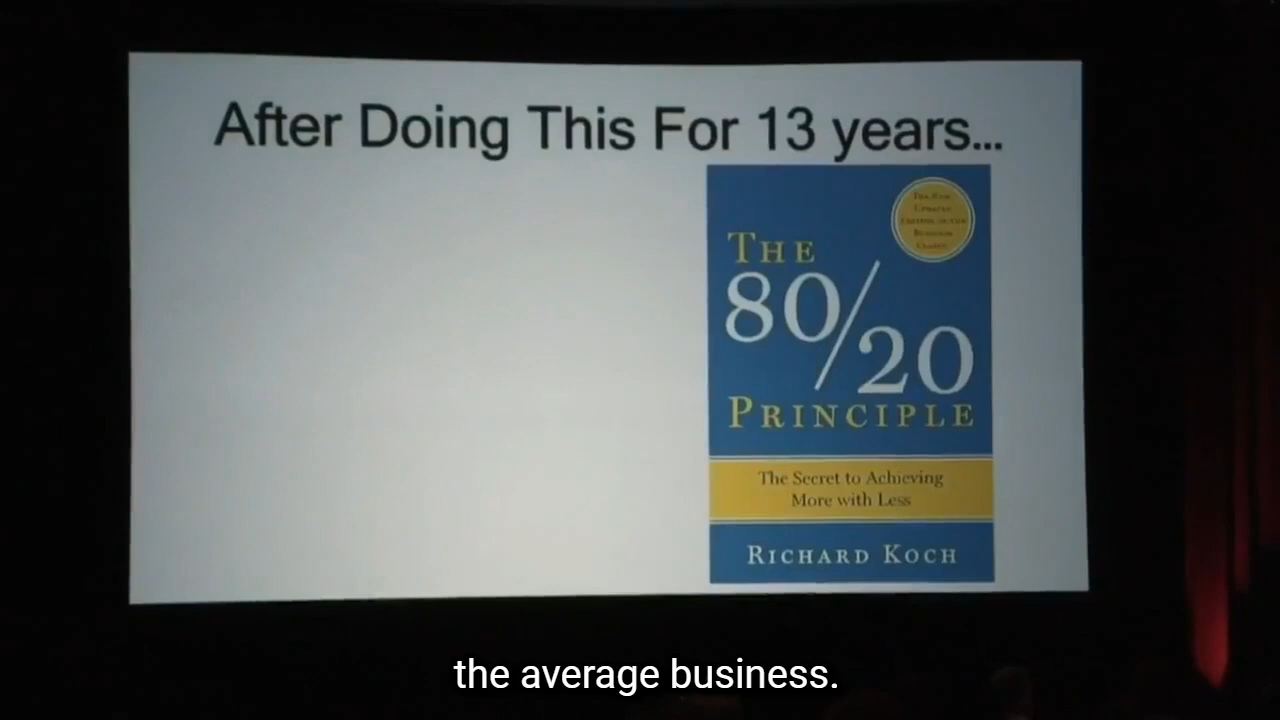 After Doing This For 13 years...
THE
80/20
PRINCIPLE
The Secret to Achieving
More with Less
RICHARD KOCH
the average business.